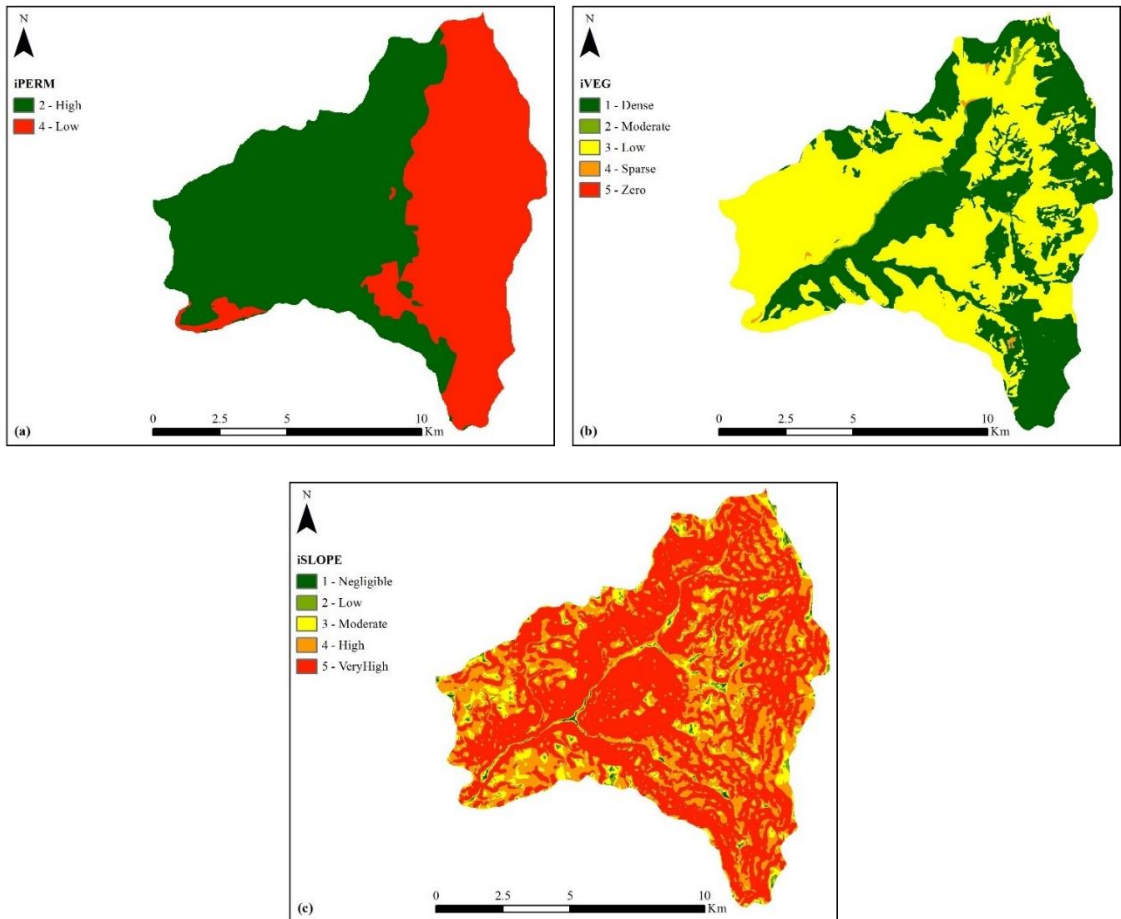 N
iPERM
2 - High
4 - Low
0 2.5 5 10
Km
(a)
N
iVEG
1 - Dense
2 - Moderate
3 - Low
4 - Sparse
5 - Zero
0 2.5 5 10
Km
(b)
N
iSLOPE
1 - Negligible
2 - Low
3 - Moderate
4 - High
5 - VeryHigh
0 2.5 5 10
Km
(c)